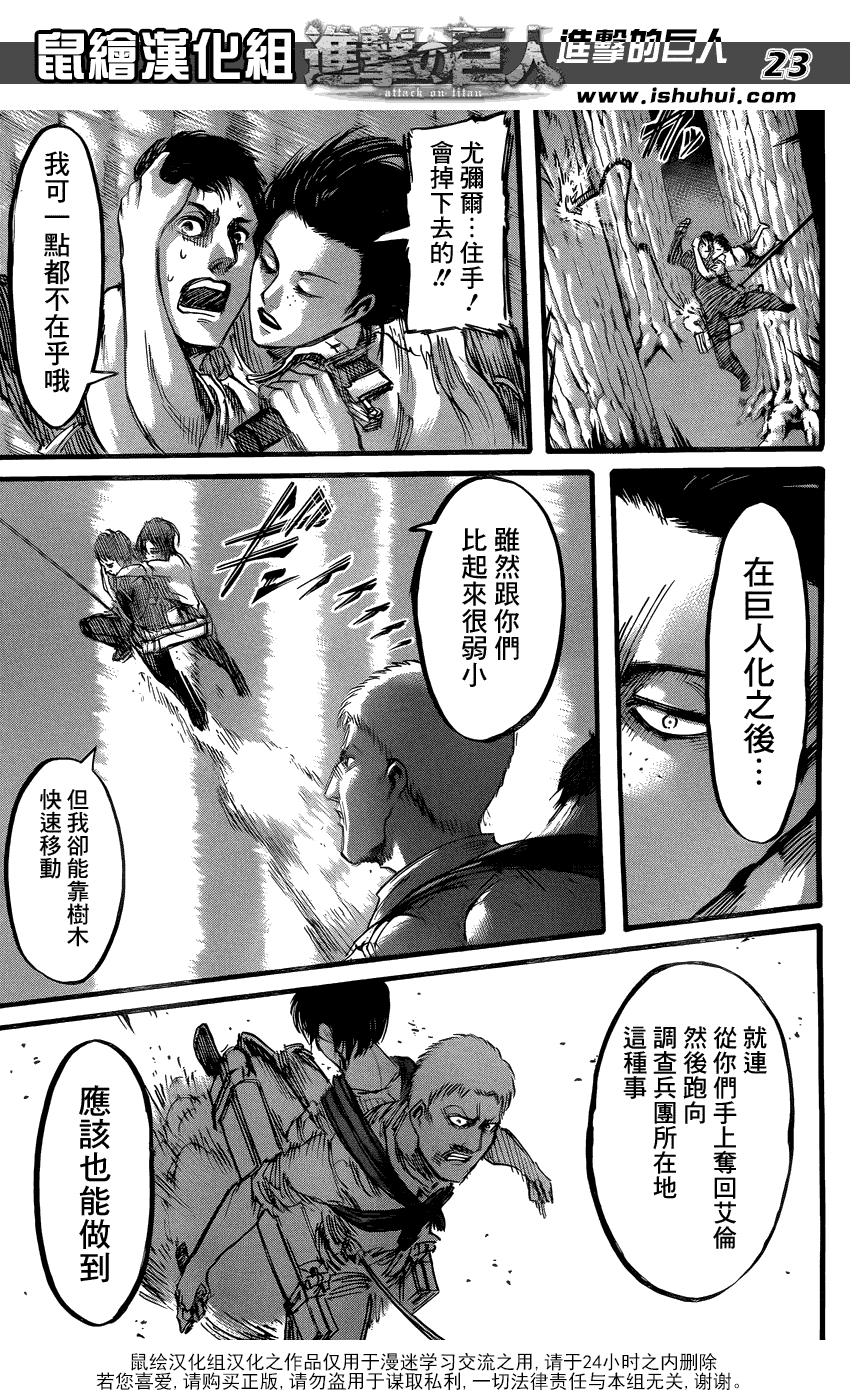 鼠繪漢化組
進撃の巨人
attack on titan
進擊的巨人
www.ishuhui.com
23
尤彌爾…住手!
會掉下去的!!
我可一點都不在乎哦
在巨人化之後…
雖然跟你們
比起來很弱小
但我卻能靠樹木
快速移動
就連
從你們手上奪回艾倫
然後跑向
調查兵團所在地
這種事
應該也能做到
鼠绘汉化组汉化之作品仅用于漫迷学习交流之用, 请于24小时之内删除
若您喜爱, 请购买正版, 请勿盗用于谋取私利, 一切法律责任与本组无关, 谢谢。